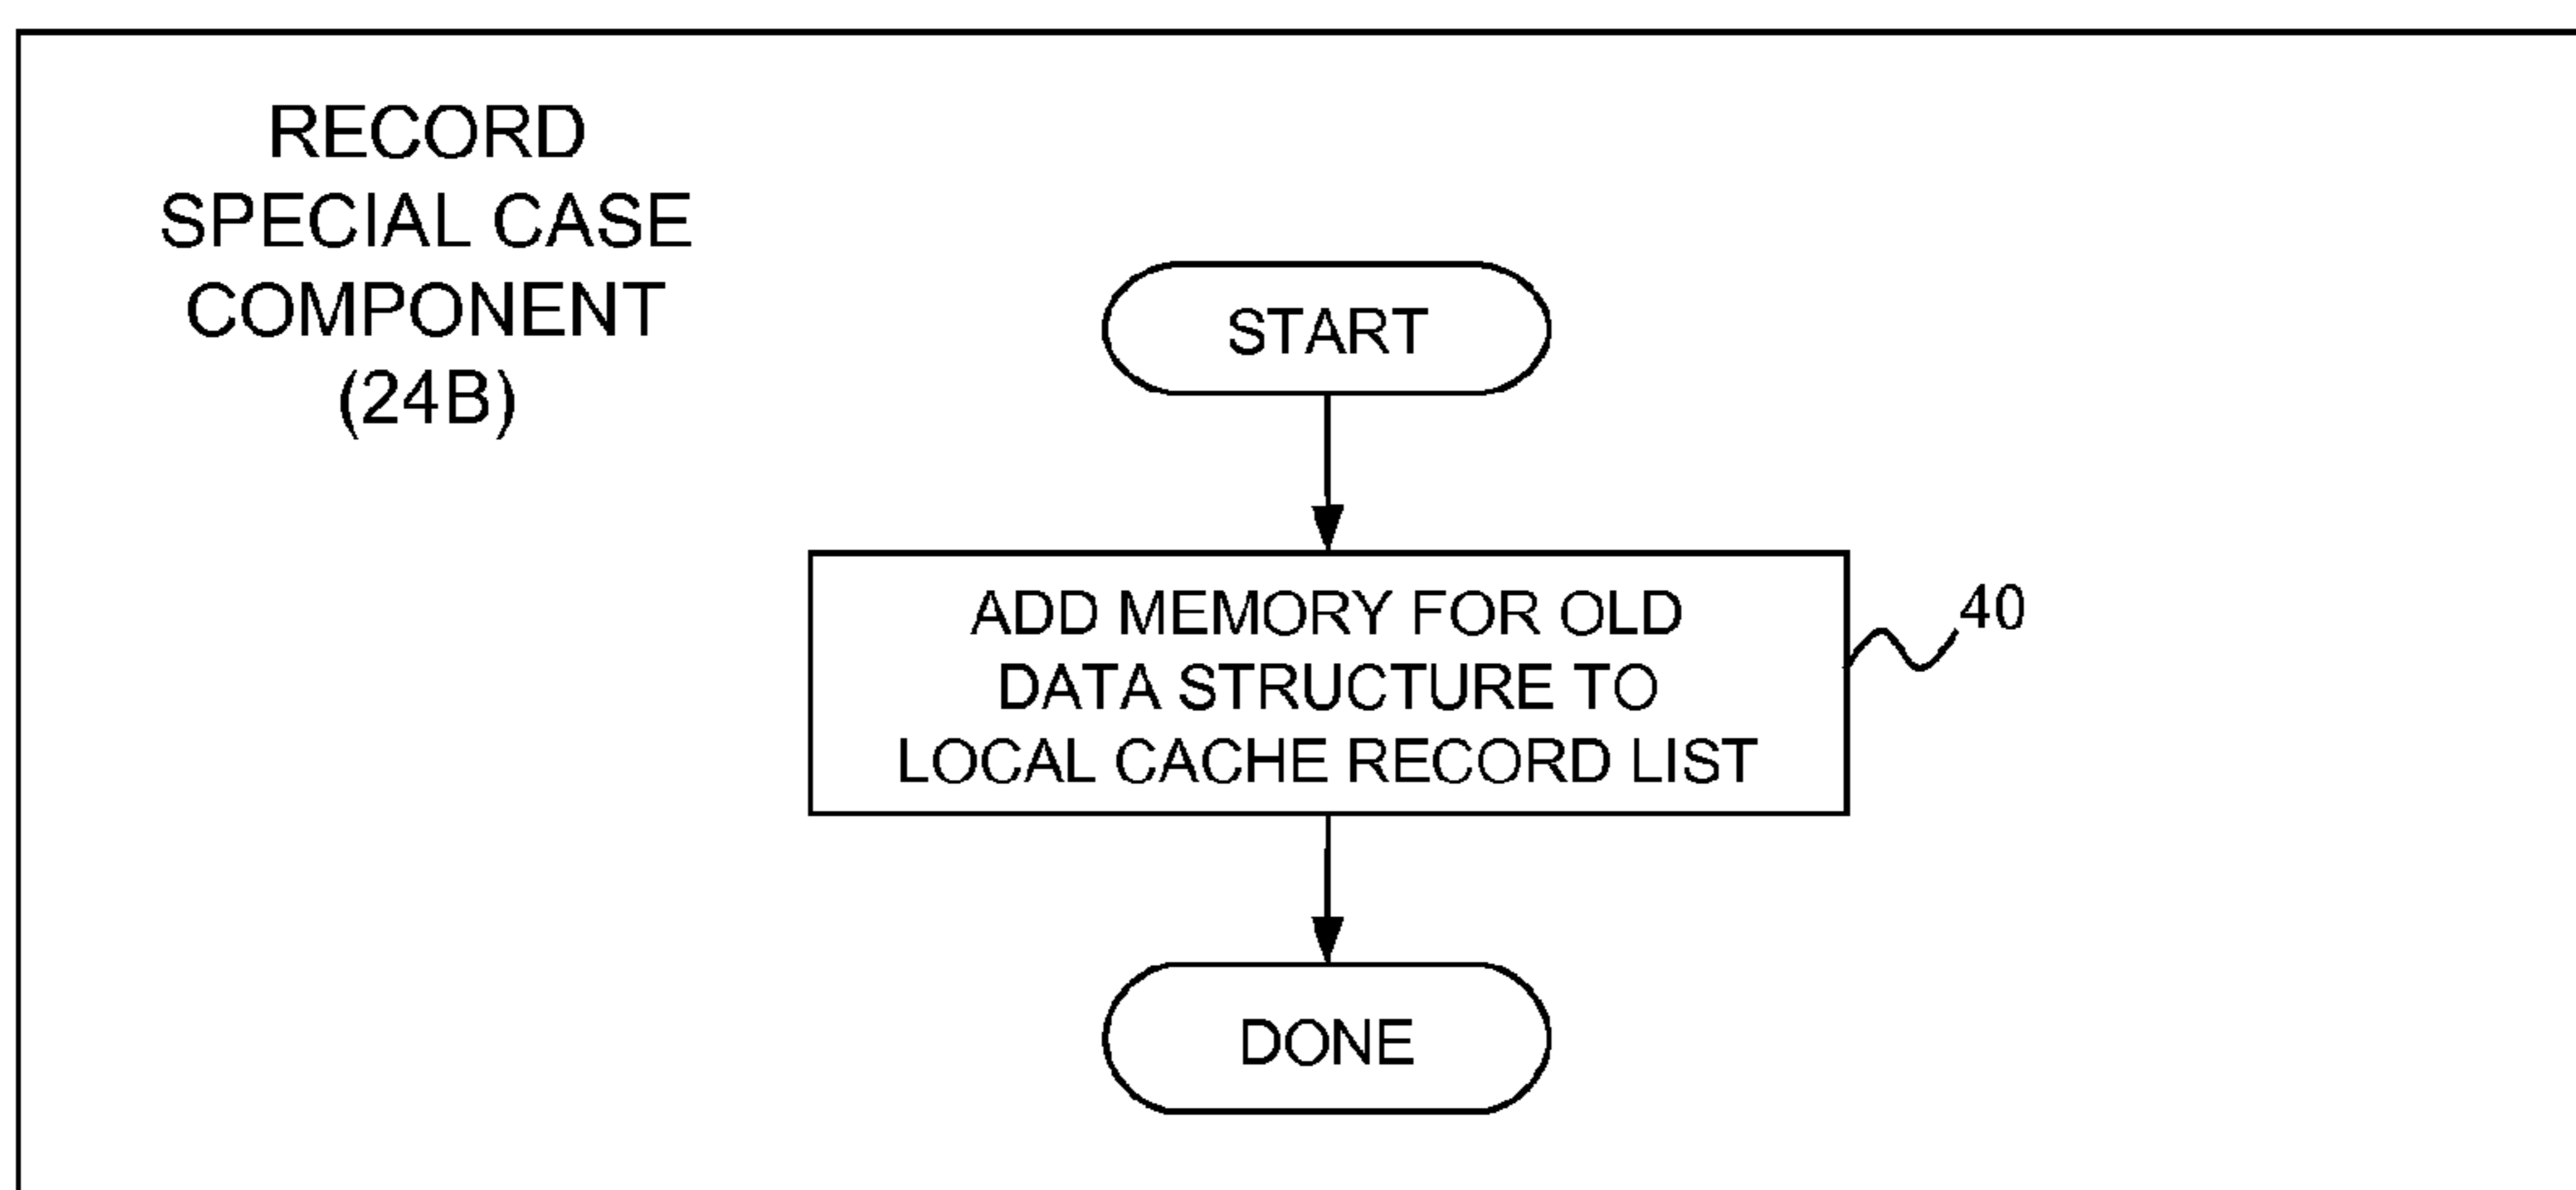 RECORD
SPECIAL CASE
COMPONENT
(24B)
START
ADD MEMORY FOR OLD
DATA STRUCTURE TO
LOCAL CACHE RECORD LIST
40
DONE